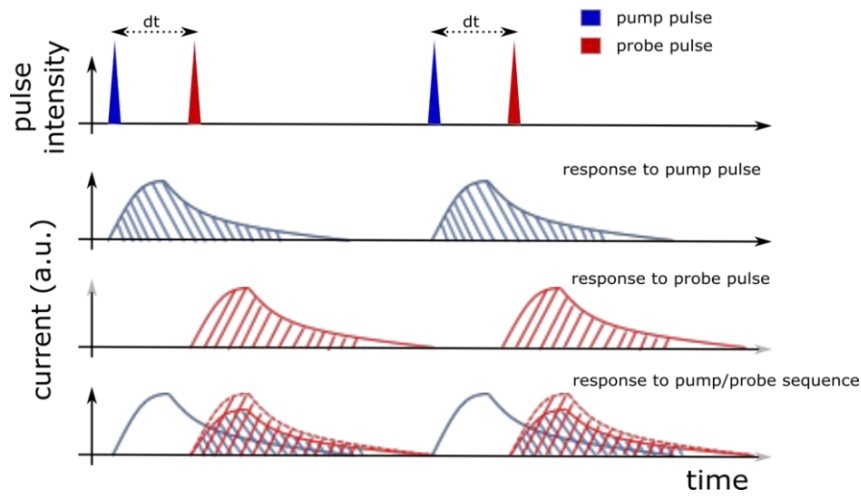 dt
dt
pump pulse
probe pulse
pulse
intensity
response to pump pulse
response to probe pulse
current (a.u.)
response to pump/probe sequence
time